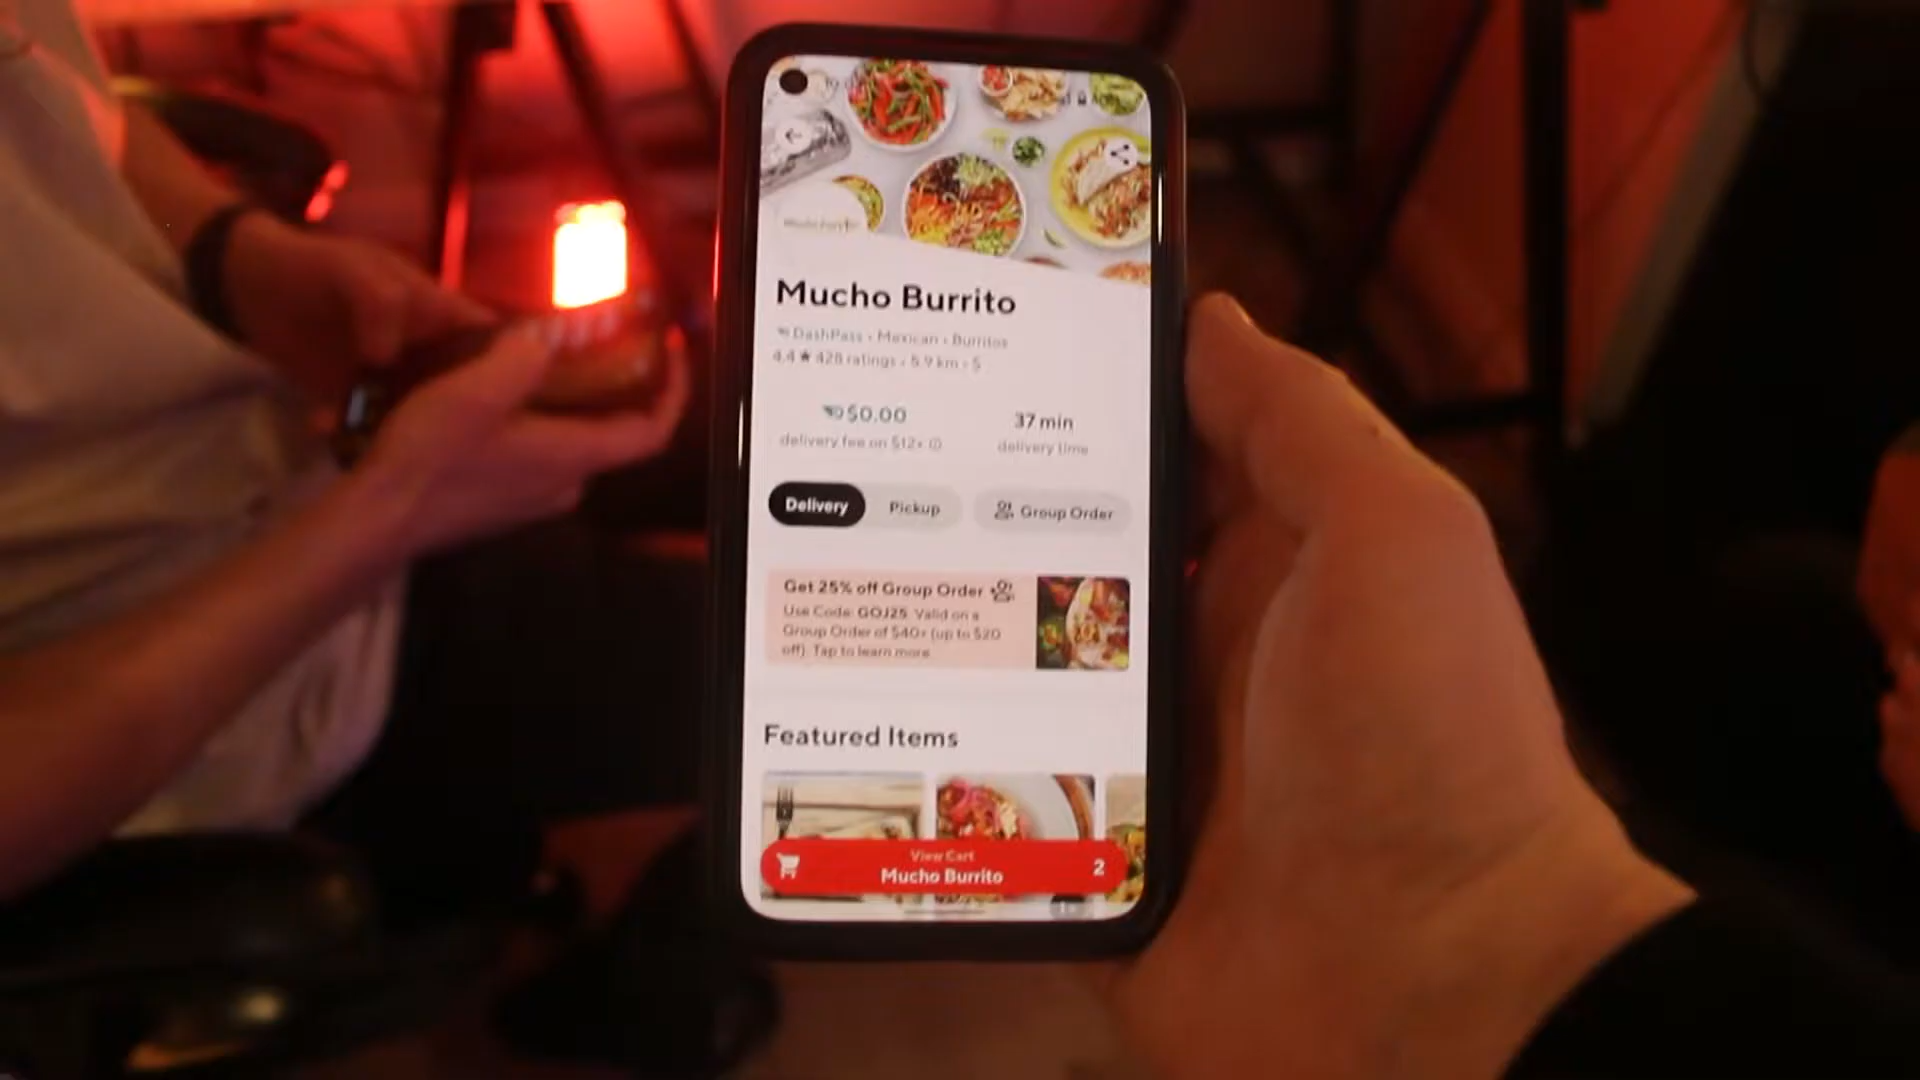 Mucho Burrito
DashPass • Mexican • Burritos
4.4 ★ 428 ratings • 5.9 km • $
$0.00
delivery fee on $12+
37 min
delivery time
Delivery
Pickup
Group Order
Get 25% off Group Order
Use Code: GOJ25. Valid on a
Group Order of $40+ (up to $20
off). Tap to learn more
Featured Items
View Cart
Mucho Burrito
2